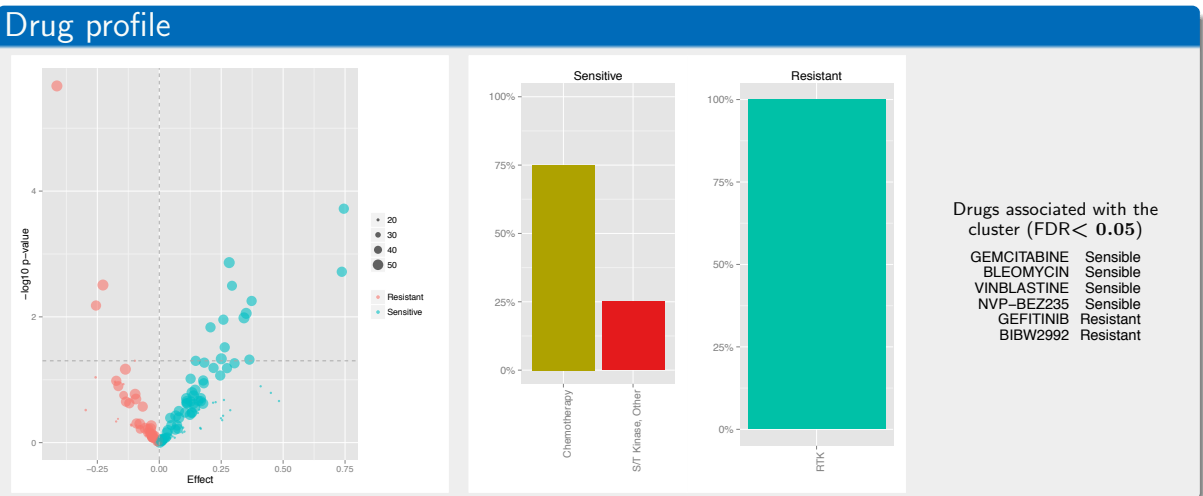 Drug profile
4
2
0
−0.25
0.00
0.25
0.50
0.75
Effect
−log10 p−value
20
30
40
50
Resistant
Sensitive
Sensitive
100%
75%
50%
25%
0%
Chemotherapy
S/T Kinase, Other
Resistant
100%
75%
50%
25%
0%
RTK
Drugs associated with the
cluster (FDR< 0.05)
GEMCITABINE Sensible
BLEOMYCIN Sensible
VINBLASTINE Sensible
NVP−BEZ235 Sensible
GEFITINIB Resistant
BIBW2992 Resistant